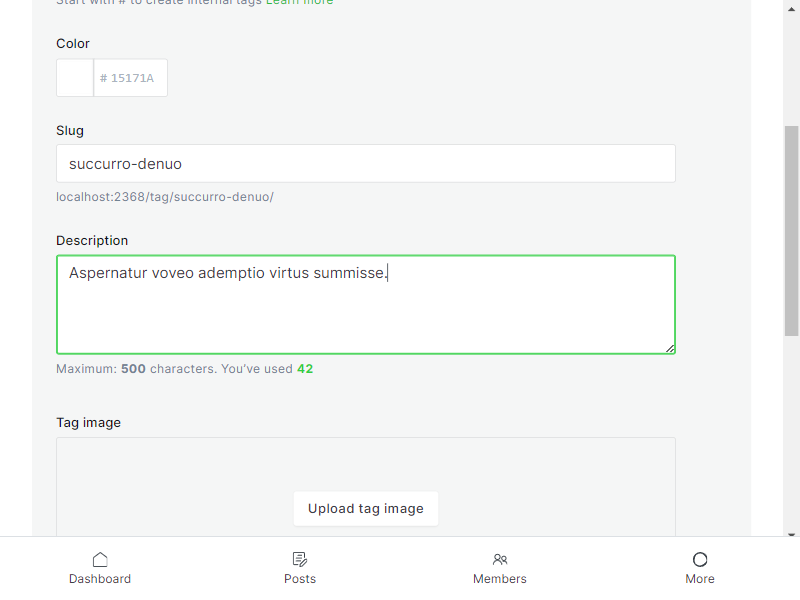 Start with # to create internal tags Learn more
Color
# 15171A
Slug
succurro-denuo
localhost:2368/tag/succurro-denuo/
Description
Aspernatur voveo ademptio virtus summisse.
Maximum: 500 characters. You've used 42
Tag image
Upload tag image
Dashboard
Posts
Members
More